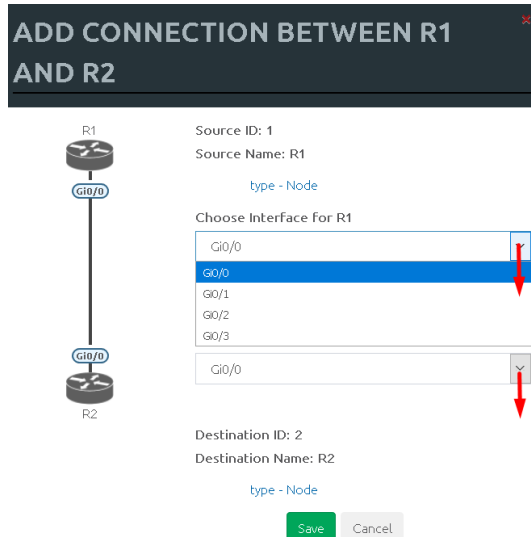 ADD CONNECTION BETWEEN R1
AND R2
×
R1
Gi0/0
Gi0/0
R2
Source ID: 1
Source Name: R1
type - Node
Choose Interface for R1
Gi0/0
Gi0/0
Gi0/1
Gi0/2
Gi0/3
Gi0/0
Destination ID: 2
Destination Name: R2
type - Node
Save Cancel